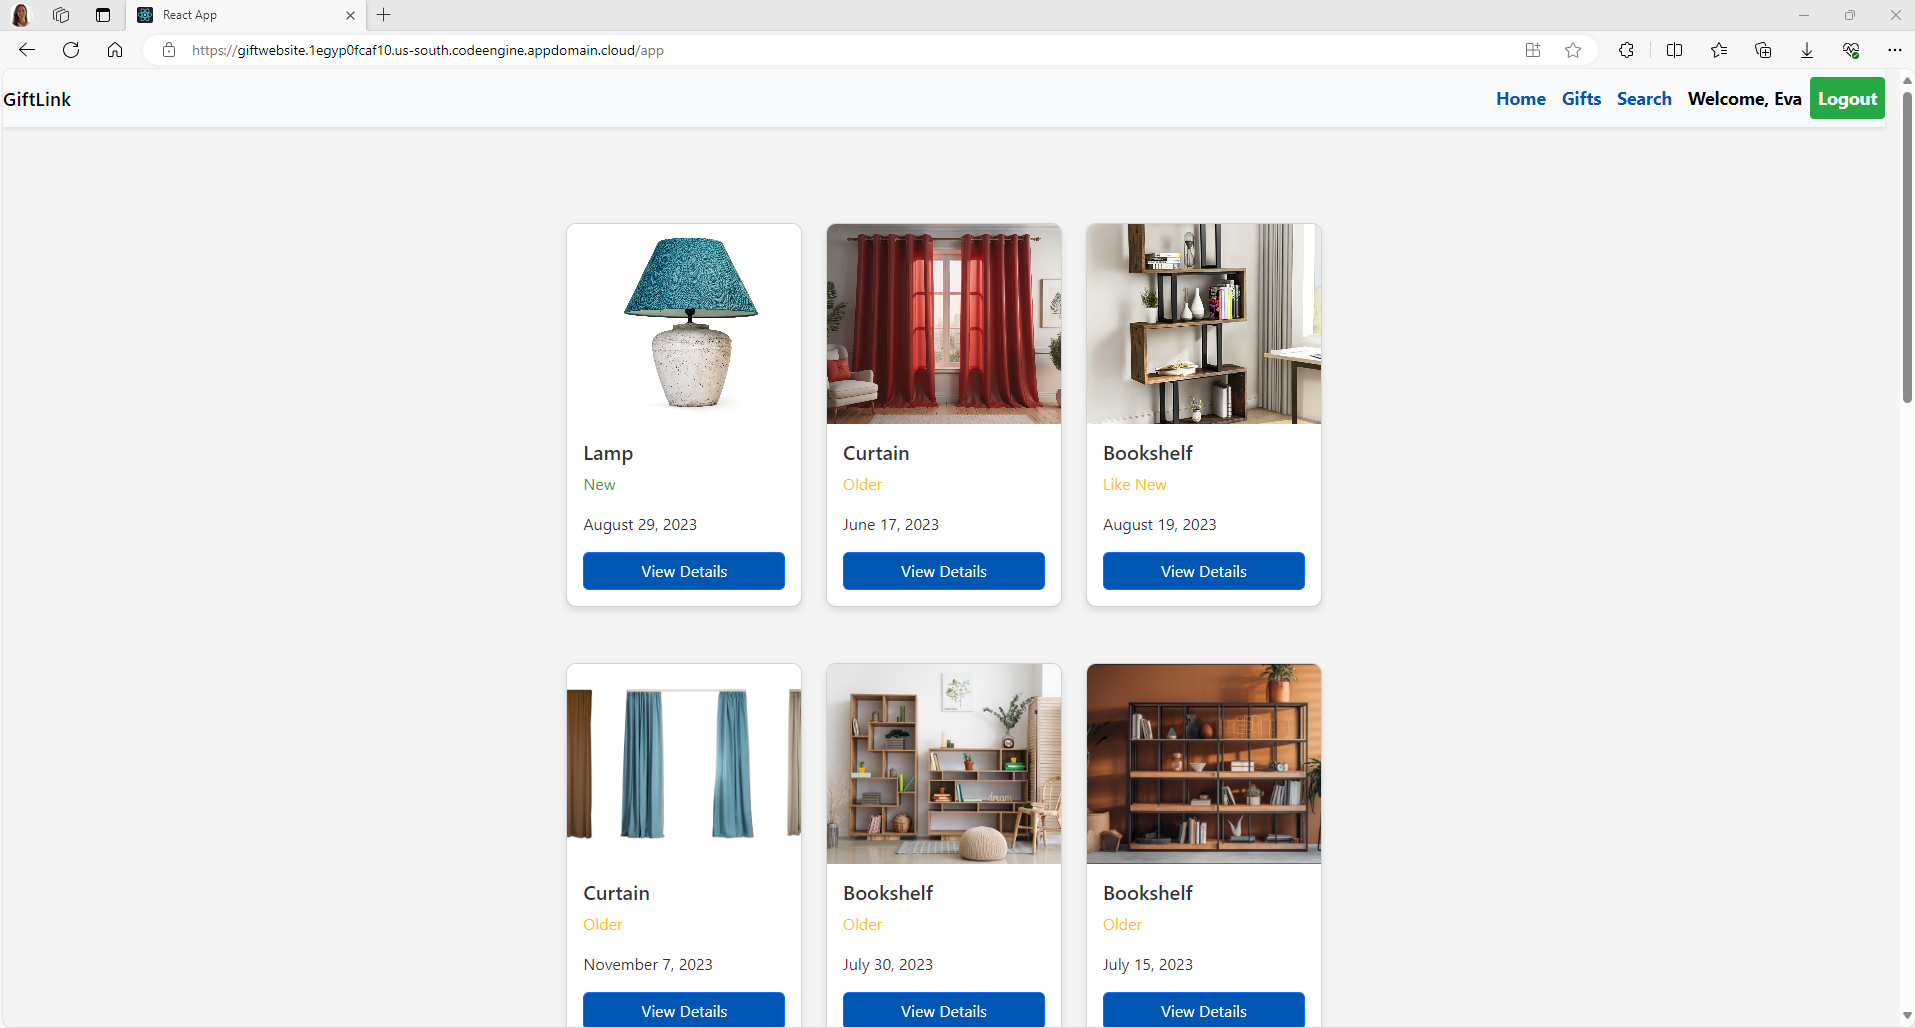 React App
https://giftwebsite.1egyp0fcaf10.us-south.codeengine.appdomain.cloud/app
GiftLink
Home Gifts Search Welcome, Eva Logout
Lamp
New
August 29, 2023
View Details
Curtain
Older
June 17, 2023
View Details
Bookshelf
Like New
August 19, 2023
View Details
Curtain
Older
November 7, 2023
View Details
dream
Bookshelf
Older
July 30, 2023
View Details
Bookshelf
Older
July 15, 2023
View Details